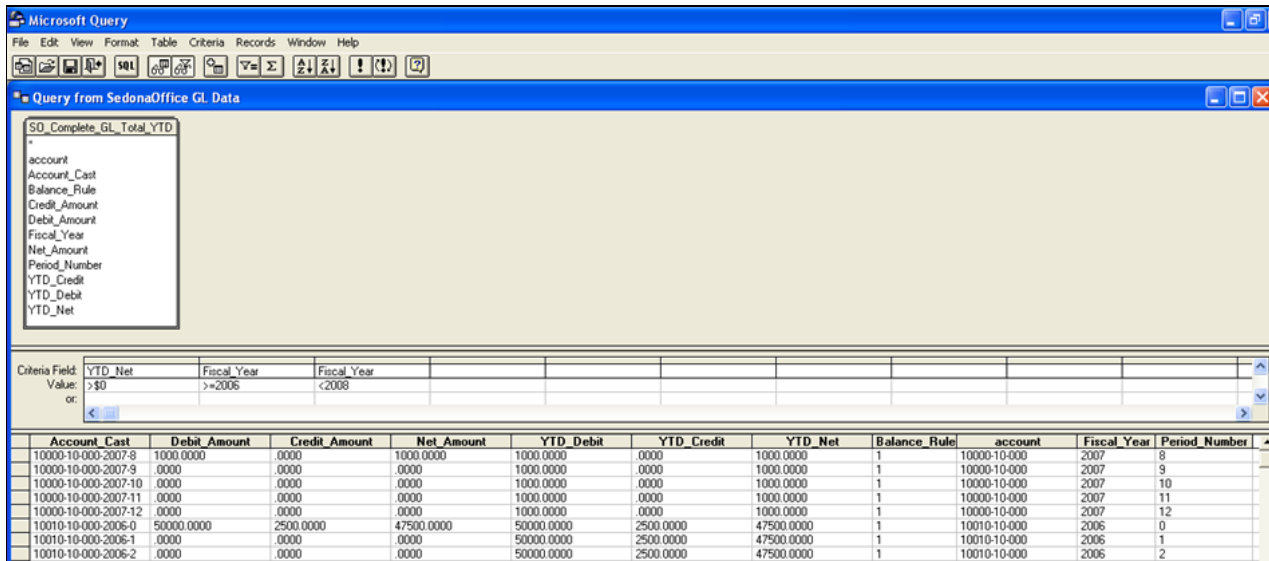 Microsoft Query
File Edit View Format Table Criteria Records Window Help
SQL
Query from SedonaOffice GL Data
SO_Complete_GL_Total_YTD
*
account
Account_Cast
Balance_Rule
Credit_Amount
Debit_Amount
Fiscal_Year
Net_Amount
Period_Number
YTD_Credit
YTD_Debit
YTD_Net
Criteria Field: YTD_Net Fiscal_Year Fiscal_Year
Value: >$0 >=2006 <2008
or:
Account_Cast Debit_Amount Credit_Amount Net_Amount YTD_Debit YTD_Credit YTD_Net Balance_Rule account Fiscal_Year Period_Number
10000-10-000-2007-8 1000.0000 .0000 1000.0000 1000.0000 .0000 1000.0000 1 10000-10-000 2007 8
10000-10-000-2007-9 .0000 .0000 .0000 1000.0000 .0000 1000.0000 1 10000-10-000 2007 9
10000-10-000-2007-10 .0000 .0000 .0000 1000.0000 .0000 1000.0000 1 10000-10-000 2007 10
10000-10-000-2007-11 .0000 .0000 .0000 1000.0000 .0000 1000.0000 1 10000-10-000 2007 11
10000-10-000-2007-12 .0000 .0000 .0000 1000.0000 .0000 1000.0000 1 10000-10-000 2007 12
10010-10-000-2006-0 50000.0000 2500.0000 47500.0000 50000.0000 2500.0000 47500.0000 1 10010-10-000 2006 0
10010-10-000-2006-1 .0000 .0000 .0000 50000.0000 2500.0000 47500.0000 1 10010-10-000 2006 1
10010-10-000-2006-2 .0000 .0000 .0000 50000.0000 2500.0000 47500.0000 1 10010-10-000 2006 2